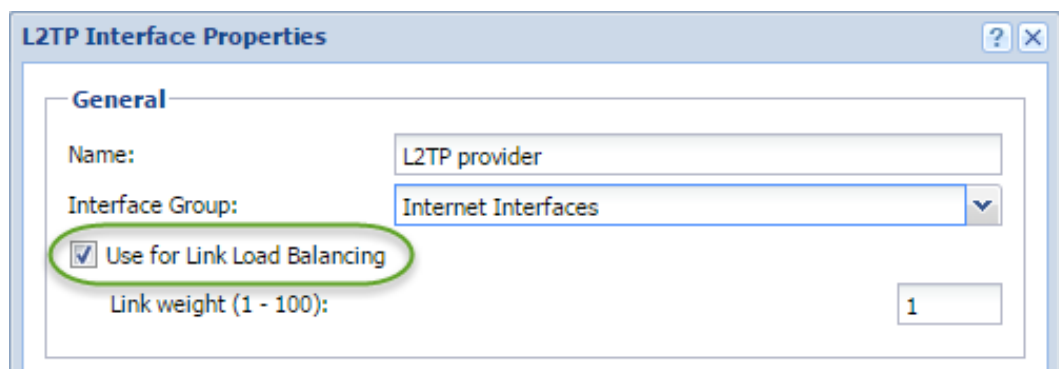 L2TP Interface Properties
?
General
Name: L2TP provider
Interface Group: Internet Interfaces
Use for Link Load Balancing
Link weight (1 - 100): 1